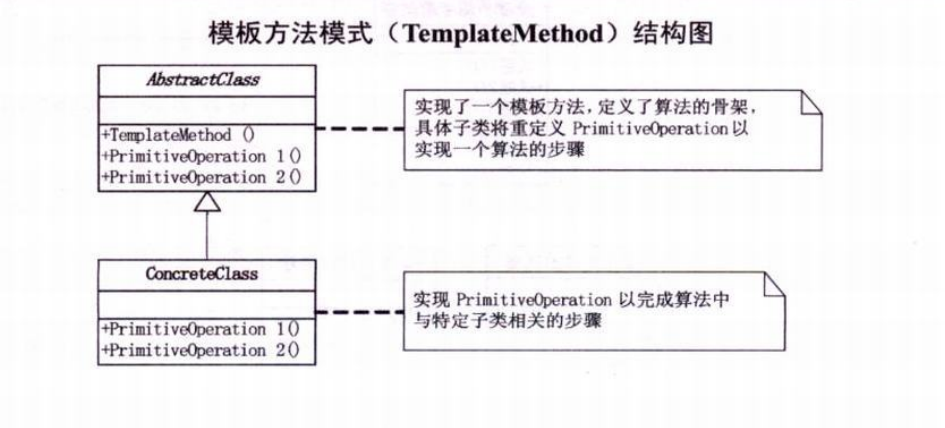 模板方法模式（TemplateMethod）结构图
AbstractClass
+TemplateMethod ()
+PrimitiveOperation 1()
+PrimitiveOperation 2()
实现了一个模板方法，定义了算法的骨架，
具体子类将重定义 PrimitiveOperation 以
实现一个算法的步骤
ConcreteClass
+PrimitiveOperation 1()
+PrimitiveOperation 2()
实现 PrimitiveOperation 以完成算法中
与特定子类相关的步骤